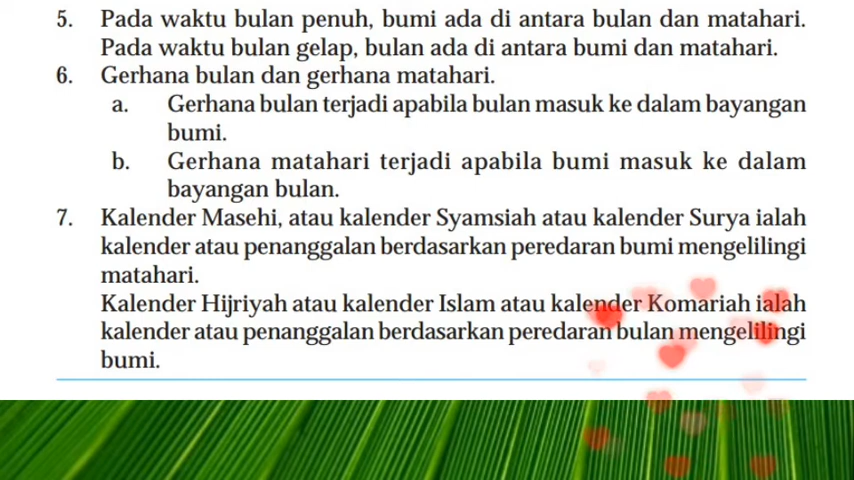 5. Pada waktu bulan penuh, bumi ada di antara bulan dan matahari.
Pada waktu bulan gelap, bulan ada di antara bumi dan matahari.
6. Gerhana bulan dan gerhana matahari.
a. Gerhana bulan terjadi apabila bulan masuk ke dalam bayangan
bumi.
b. Gerhana matahari terjadi apabila bumi masuk ke dalam
bayangan bulan.
7. Kalender Masehi, atau kalender Syamsiah atau kalender Surya ialah
kalender atau penanggalan berdasarkan peredaran bumi mengelilingi
matahari.
Kalender Hijriyah atau kalender Islam atau kalender Komariah ialah
kalender atau penanggalan berdasarkan peredaran bulan mengelilingi
bumi.